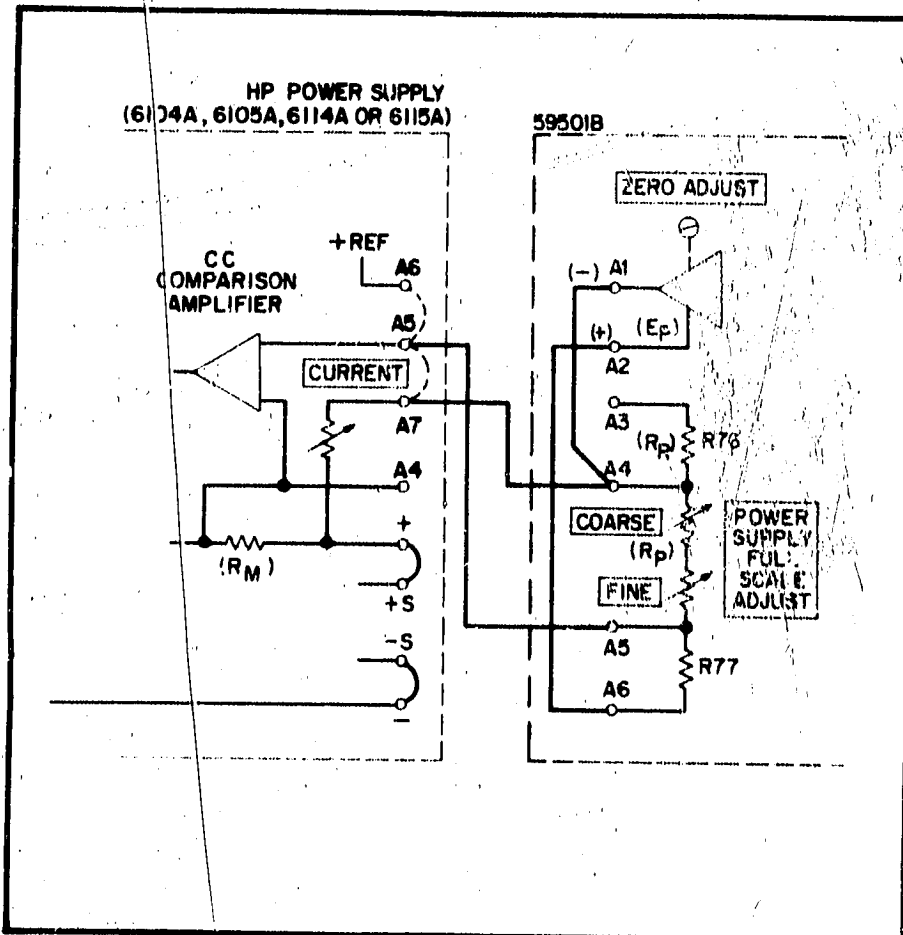 HP POWER SUPPLY
(6104A, 6105A, 6114A OR 6115A)
CC
COMPARISON
AMPLIFIER
+REF
A6
A5
CURRENT
A7
A4
(RM)
+
+S
-S
-
59501B
ZERO ADJUST
(-) A1
(+) (EP)
A2
A3
(RP) R76
A4
COARSE
(RP)
FINE
POWER
SUPPLY
FULL
SCALE
ADJUST
A5
R77
A6